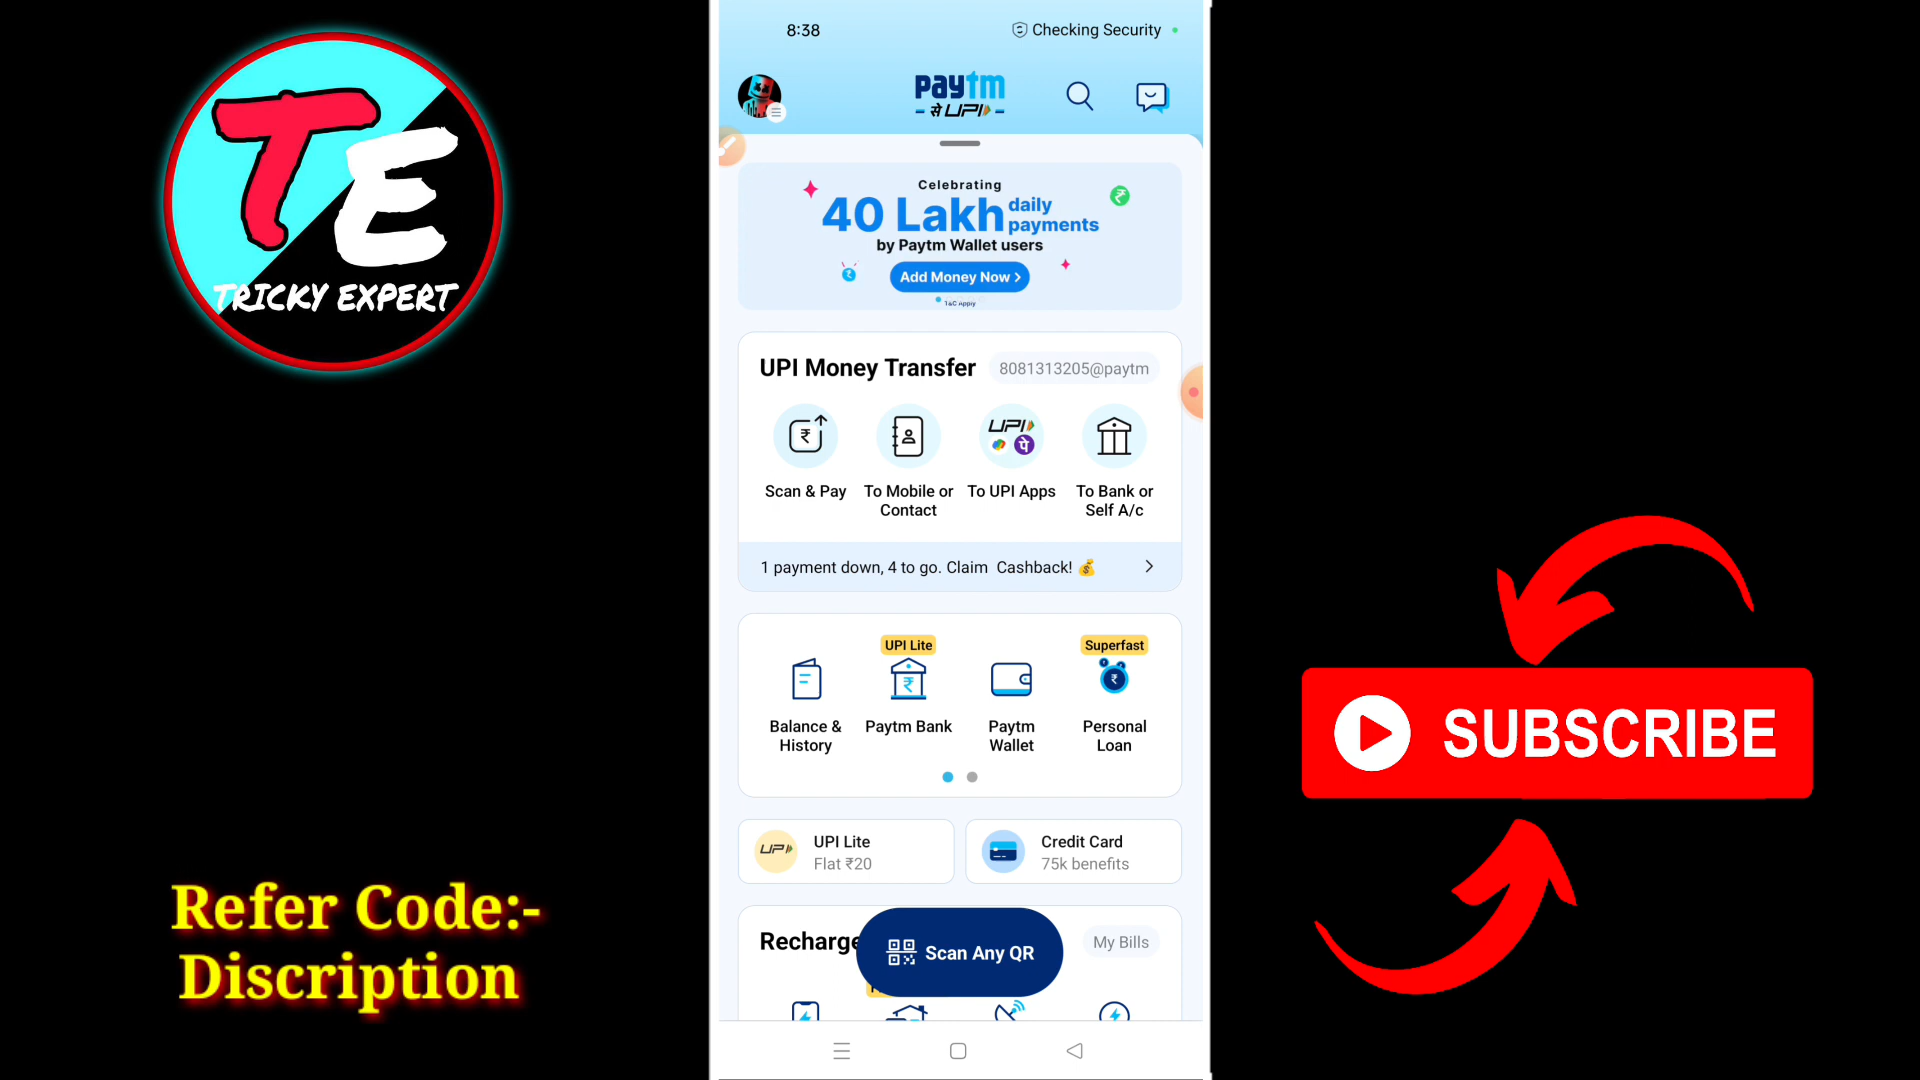 TE
TRICKY EXPERT
8:38
Checking Security
paytm
से UPI
Celebrating
40 Lakh daily payments
by Paytm Wallet users
Add Money Now >
T&C Apply
UPI Money Transfer
8081313205@paytm
UPI
पे
Scan & Pay
To Mobile or Contact
To UPI Apps
To Bank or Self A/c
1 payment down, 4 to go. Claim Cashback! 💰
UPI Lite
Superfast
Balance & History
Paytm Bank
Paytm Wallet
Personal Loan
UPI
UPI Lite
Flat ₹20
Credit Card
75k benefits
Recharge
My Bills
Scan Any QR
SUBSCRIBE
Refer Code:-
Discription